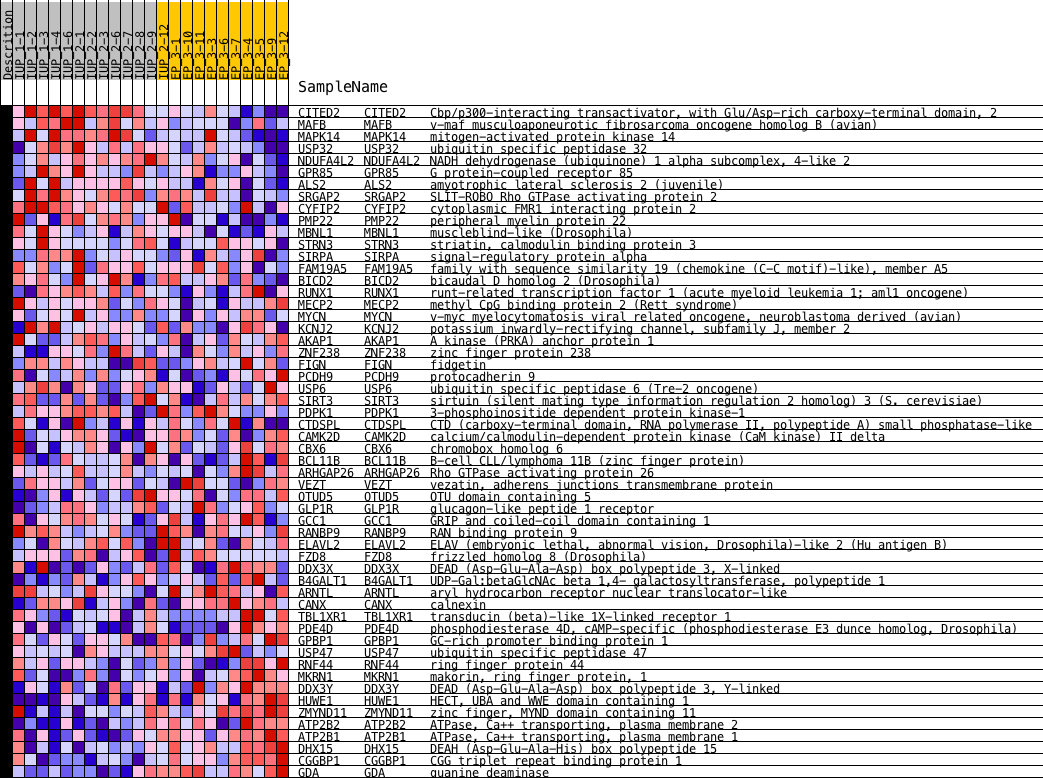 Descrition
IUP_1-1
IUP_1-2
IUP_1-3
IUP_1-4
IUP_1-6
IUP_2-1
IUP_2-2
IUP_2-3
IUP_2-6
IUP_2-7
IUP_2-8
IUP_2-9
IUP_2-12
EP_3-1
EP_3-10
EP_3-11
EP_3-3
EP_3-6
EP_3-7
EP_3-4
EP_3-5
EP_3-9
EP_3-12
SampleName
CITED2 CITED2 Cbp/p300-interacting transactivator, with Glu/Asp-rich carboxy-terminal domain, 2
MAFB MAFB v-maf musculoaponeurotic fibrosarcoma oncogene homolog B (avian)
MAPK14 MAPK14 mitogen-activated protein kinase 14
USP32 USP32 ubiquitin specific peptidase 32
NDUFA4L2 NDUFA4L2 NADH dehydrogenase (ubiquinone) 1 alpha subcomplex, 4-like 2
GPR85 GPR85 G protein-coupled receptor 85
ALS2 ALS2 amyotrophic lateral sclerosis 2 (juvenile)
SRGAP2 SRGAP2 SLIT-ROBO Rho GTPase activating protein 2
CYFIP2 CYFIP2 cytoplasmic FMR1 interacting protein 2
PMP22 PMP22 peripheral myelin protein 22
MBNL1 MBNL1 muscleblind-like (Drosophila)
STRN3 STRN3 striatin, calmodulin binding protein 3
SIRPA SIRPA signal-regulatory protein alpha
FAM19A5 FAM19A5 family with sequence similarity 19 (chemokine (C-C motif)-like), member A5
BICD2 BICD2 bicaudal D homolog 2 (Drosophila)
RUNX1 RUNX1 runt-related transcription factor 1 (acute myeloid leukemia 1; aml1 oncogene)
MECP2 MECP2 methyl CpG binding protein 2 (Rett syndrome)
MYCN MYCN v-myc myelocytomatosis viral related oncogene, neuroblastoma derived (avian)
KCNJ2 KCNJ2 potassium inwardly-rectifying channel, subfamily J, member 2
AKAP1 AKAP1 A kinase (PRKA) anchor protein 1
ZNF238 ZNF238 zinc finger protein 238
FIGN FIGN fidgetin
PCDH9 PCDH9 protocadherin 9
USP6 USP6 ubiquitin specific peptidase 6 (Tre-2 oncogene)
SIRT3 SIRT3 sirtuin (silent mating type information regulation 2 homolog) 3 (S. cerevisiae)
PDPK1 PDPK1 3-phosphoinositide dependent protein kinase-1
CTDSPL CTDSPL CTD (carboxy-terminal domain, RNA polymerase II, polypeptide A) small phosphatase-like
CAMK2D CAMK2D calcium/calmodulin-dependent protein kinase (CaM kinase) II delta
CBX6 CBX6 chromobox homolog 6
BCL11B BCL11B B-cell CLL/lymphoma 11B (zinc finger protein)
ARHGAP26 ARHGAP26 Rho GTPase activating protein 26
VEZT VEZT vezatin, adherens junctions transmembrane protein
OTUD5 OTUD5 OTU domain containing 5
GLP1R GLP1R glucagon-like peptide 1 receptor
GCC1 GCC1 GRIP and coiled-coil domain containing 1
RANBP9 RANBP9 RAN binding protein 9
ELAVL2 ELAVL2 ELAV (embryonic lethal, abnormal vision, Drosophila)-like 2 (Hu antigen B)
FZD8 FZD8 frizzled homolog 8 (Drosophila)
DDX3X DDX3X DEAD (Asp-Glu-Ala-Asp) box polypeptide 3, X-linked
B4GALT1 B4GALT1 UDP-Gal:betaGlcNAc beta 1,4- galactosyltransferase, polypeptide 1
ARNTL ARNTL aryl hydrocarbon receptor nuclear translocator-like
CANX CANX calnexin
TBL1XR1 TBL1XR1 transducin (beta)-like 1X-linked receptor 1
PDE4D PDE4D phosphodiesterase 4D, cAMP-specific (phosphodiesterase E3 dunce homolog, Drosophila)
GPBP1 GPBP1 GC-rich promoter binding protein 1
USP47 USP47 ubiquitin specific peptidase 47
RNF44 RNF44 ring finger protein 44
MKRN1 MKRN1 makorin, ring finger protein, 1
DDX3Y DDX3Y DEAD (Asp-Glu-Ala-Asp) box polypeptide 3, Y-linked
HUWE1 HUWE1 HECT, UBA and WWE domain containing 1
ZMYND11 ZMYND11 zinc finger, MYND domain containing 11
ATP2B2 ATP2B2 ATPase, Ca++ transporting, plasma membrane 2
ATP2B1 ATP2B1 ATPase, Ca++ transporting, plasma membrane 1
DHX15 DHX15 DEAH (Asp-Glu-Ala-His) box polypeptide 15
CGGBP1 CGGBP1 CGG triplet repeat binding protein 1
GDA GDA guanine deaminase